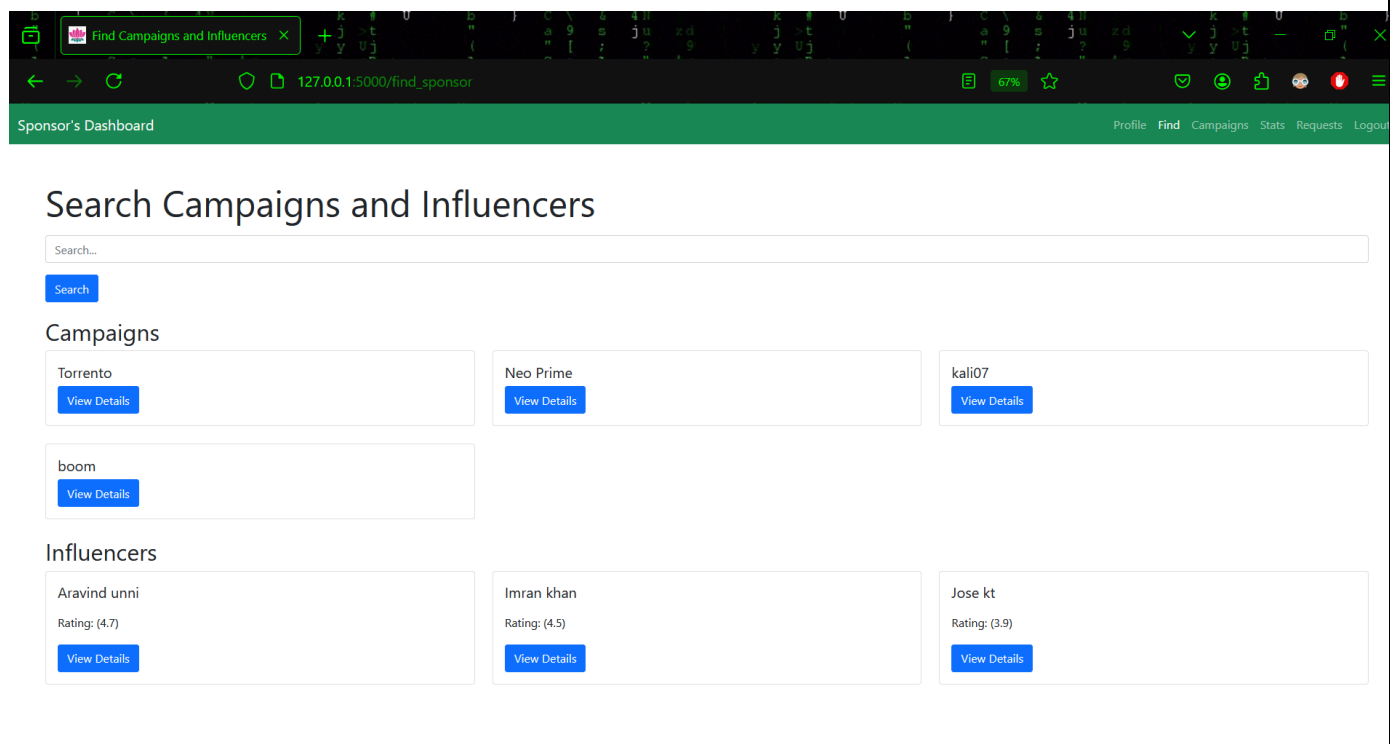 Find Campaigns and Influencers
127.0.0.1:5000/find_sponsor 67%
Sponsor's Dashboard Profile Find Campaigns Stats Requests Logout
Search Campaigns and Influencers
Search...
Search
Campaigns
Torrento Neo Prime kali07
View Details View Details View Details
boom
View Details
Influencers
Aravind unni Imran khan Jose kt
Rating: (4.7) Rating: (4.5) Rating: (3.9)
View Details View Details View Details